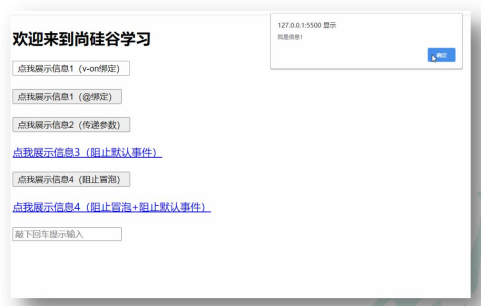 127.0.0.1:5500 显示
我是信息1
确定
欢迎来到尚硅谷学习
点我展示信息1（v-on绑定）
点我展示信息1（@绑定）
点我展示信息2（传递参数）
点我展示信息3（阻止默认事件）
点我展示信息4（阻止冒泡）
点我展示信息4（阻止冒泡+阻止默认事件）
敲下回车提示输入